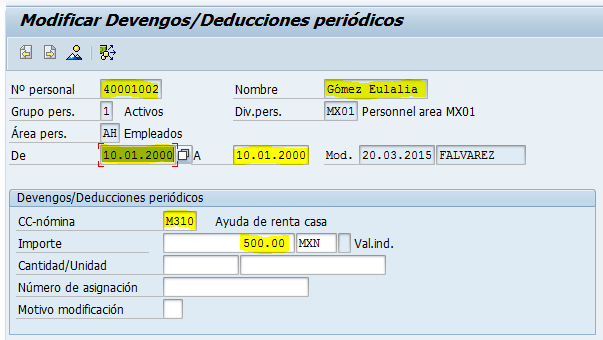 Modificar Devengos/Deducciones periódicos
Nº personal 40001002 Nombre Gómez Eulalia
Grupo pers. 1 Activos Div.pers. MX01 Personnel area MX01
Área pers. AH Empleados
De 10.01.2000 A 10.01.2000 Mod. 20.03.2015 FALVAREZ
Devengos/Deducciones periódicos
CC-nómina M310 Ayuda de renta casa
Importe 500.00 MXN Val.ind.
Cantidad/Unidad
Número de asignación
Motivo modificación